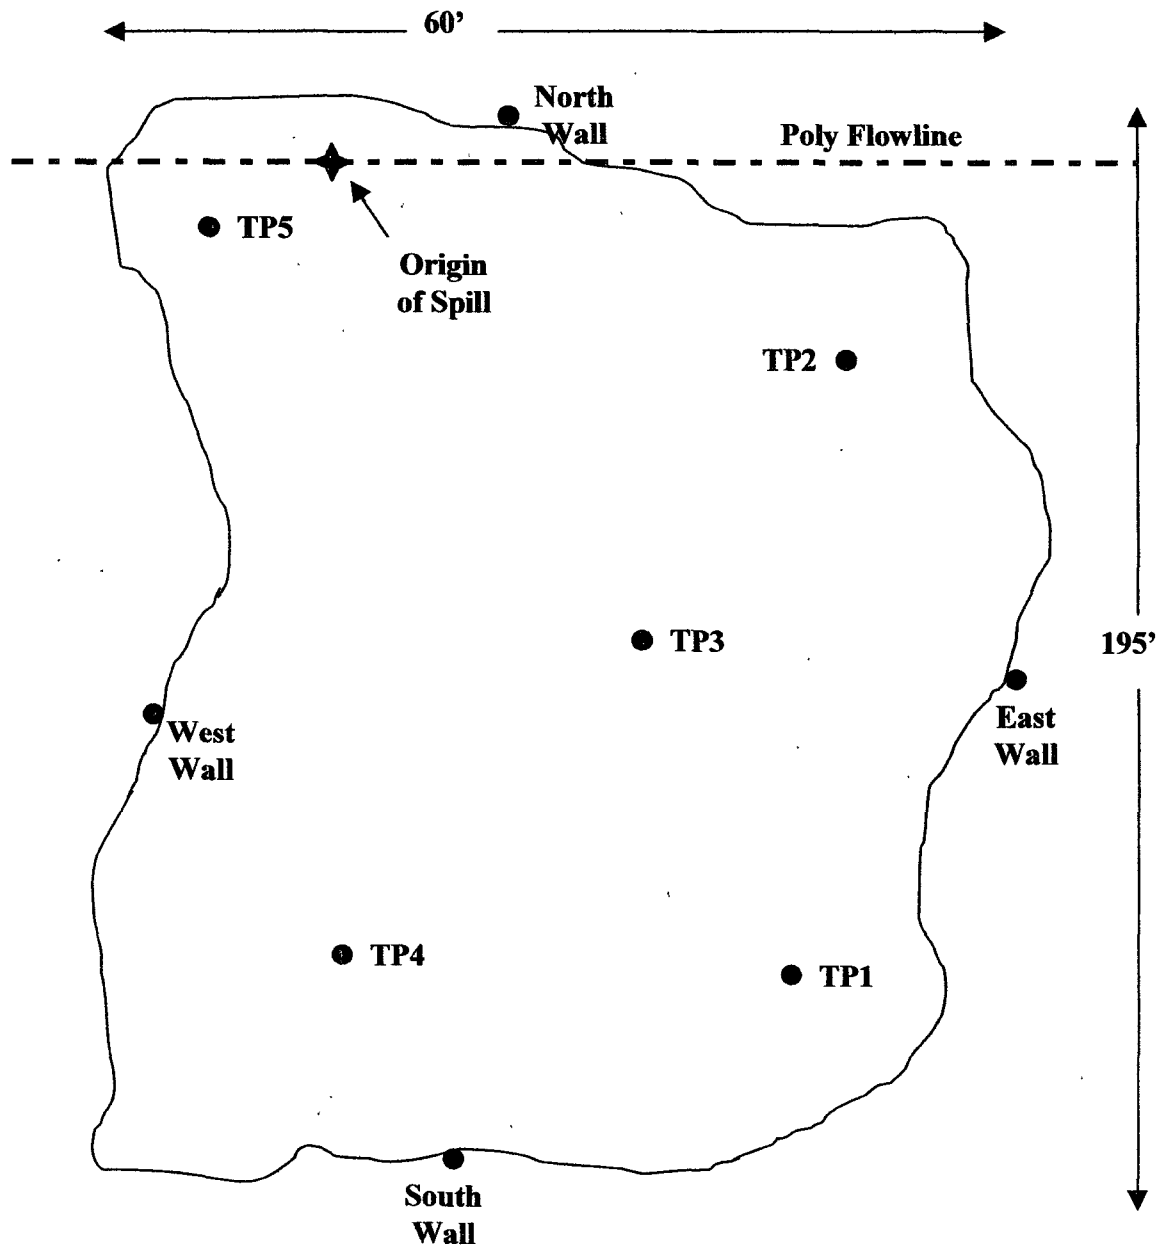 60'
North
Wall
Poly Flowline
TP5
Origin
of Spill
TP2
TP3
195'
East
Wall
West
Wall
TP4
TP1
South
Wall